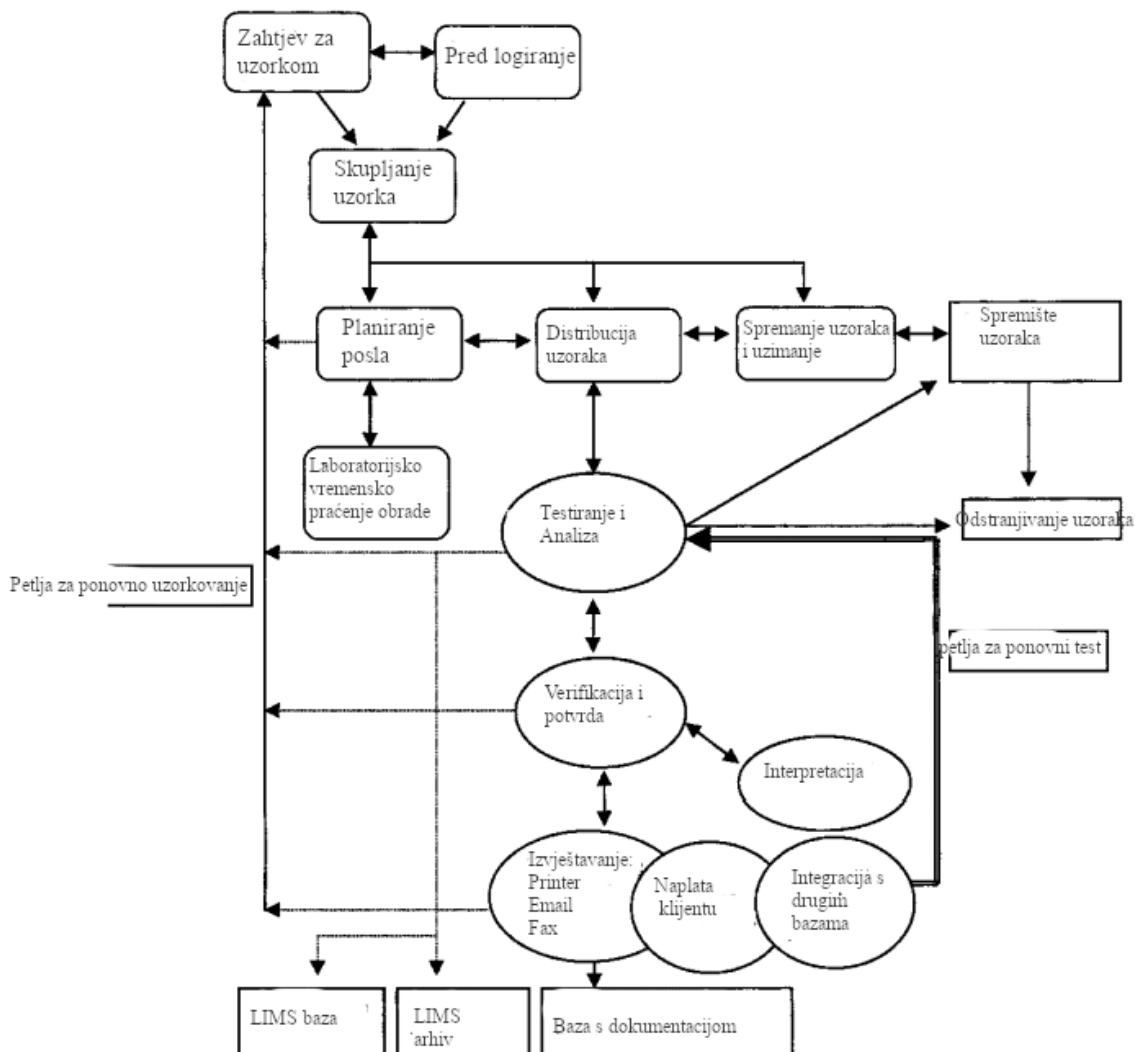 Zahtjev za
uzorkom
Pred logiranje
Skupljanje
uzorka
Planiranje
posla
Distribucija
uzoraka
Spremanje uzoraka
i uzimanje
Spremište
uzoraka
Laboratorijsko
vremensko
praćenje obrade
Testiranje i
Analiza
Odstranjivanje uzoraka
Petlja za ponovno uzorkovanje
petlja za ponovni test
Verifikacija i
potvrda
Interpretacija
Izvještavanje:
Printer
Email
Fax
Naplata
klijentu
Integracija s
drugim
bazama
LIMS baza
LIMS
arhiv
Baza s dokumentacijom